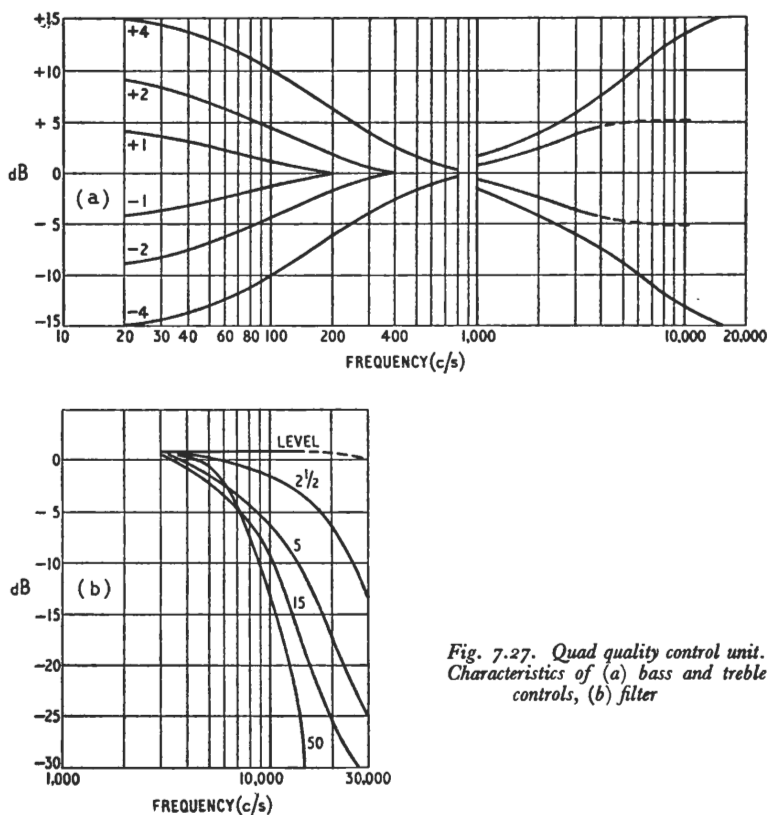 +15
+10
+5
0
-5
-10
-15
dB
(a)
+4
+2
+1
-1
-2
-4
10 20 30 40 60 80 100 200 400 1,000 10,000 20,000
FREQUENCY (c/s)
0
-5
-10
-15
-20
-25
-30
dB
(b)
LEVEL
2½
5
15
50
1,000 10,000 30,000
FREQUENCY (c/s)
Fig. 7.27. Quad quality control unit.
Characteristics of (a) bass and treble
controls, (b) filter